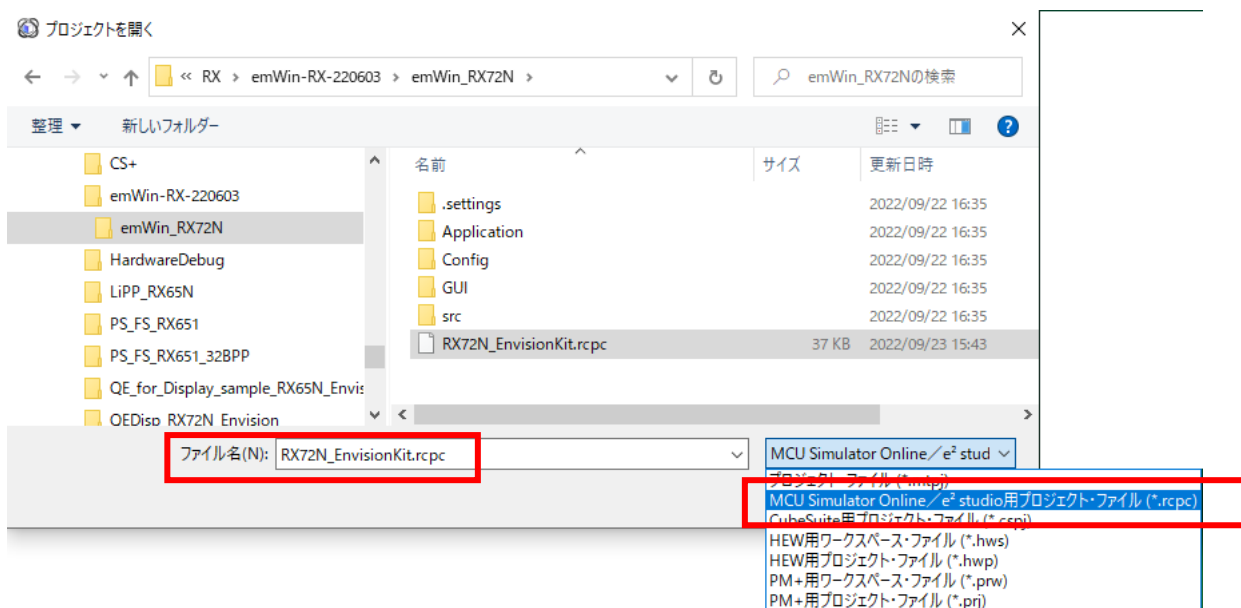 プロジェクトを開く
« RX > emWin-RX-220603 > emWin_RX72N >
emWin_RX72Nの検索
整理 新しいフォルダー
CS+
emWin-RX-220603
emWin_RX72N
HardwareDebug
LiPP_RX65N
PS_FS_RX651
PS_FS_RX651_32BPP
QE_for_Display_sample_RX65N_Envis
QEDisp_RX72N_Envision
名前 サイズ 更新日時
.settings 2022/09/22 16:35
Application 2022/09/22 16:35
Config 2022/09/22 16:35
GUI 2022/09/22 16:35
src 2022/09/22 16:35
RX72N_EnvisionKit.rcpc 37 KB 2022/09/23 15:43
ファイル名(N): RX72N_EnvisionKit.rcpc
MCU Simulator Online／e² stud
プロジェクト・ファイル (*.mtpj)
MCU Simulator Online／e² studio用プロジェクト・ファイル (*.rcpc)
CubeSuite用プロジェクト・ファイル (*.cspj)
HEW用ワークスペース・ファイル (*.hws)
HEW用プロジェクト・ファイル (*.hwp)
PM+用ワークスペース・ファイル (*.prw)
PM+用プロジェクト・ファイル (*.prj)